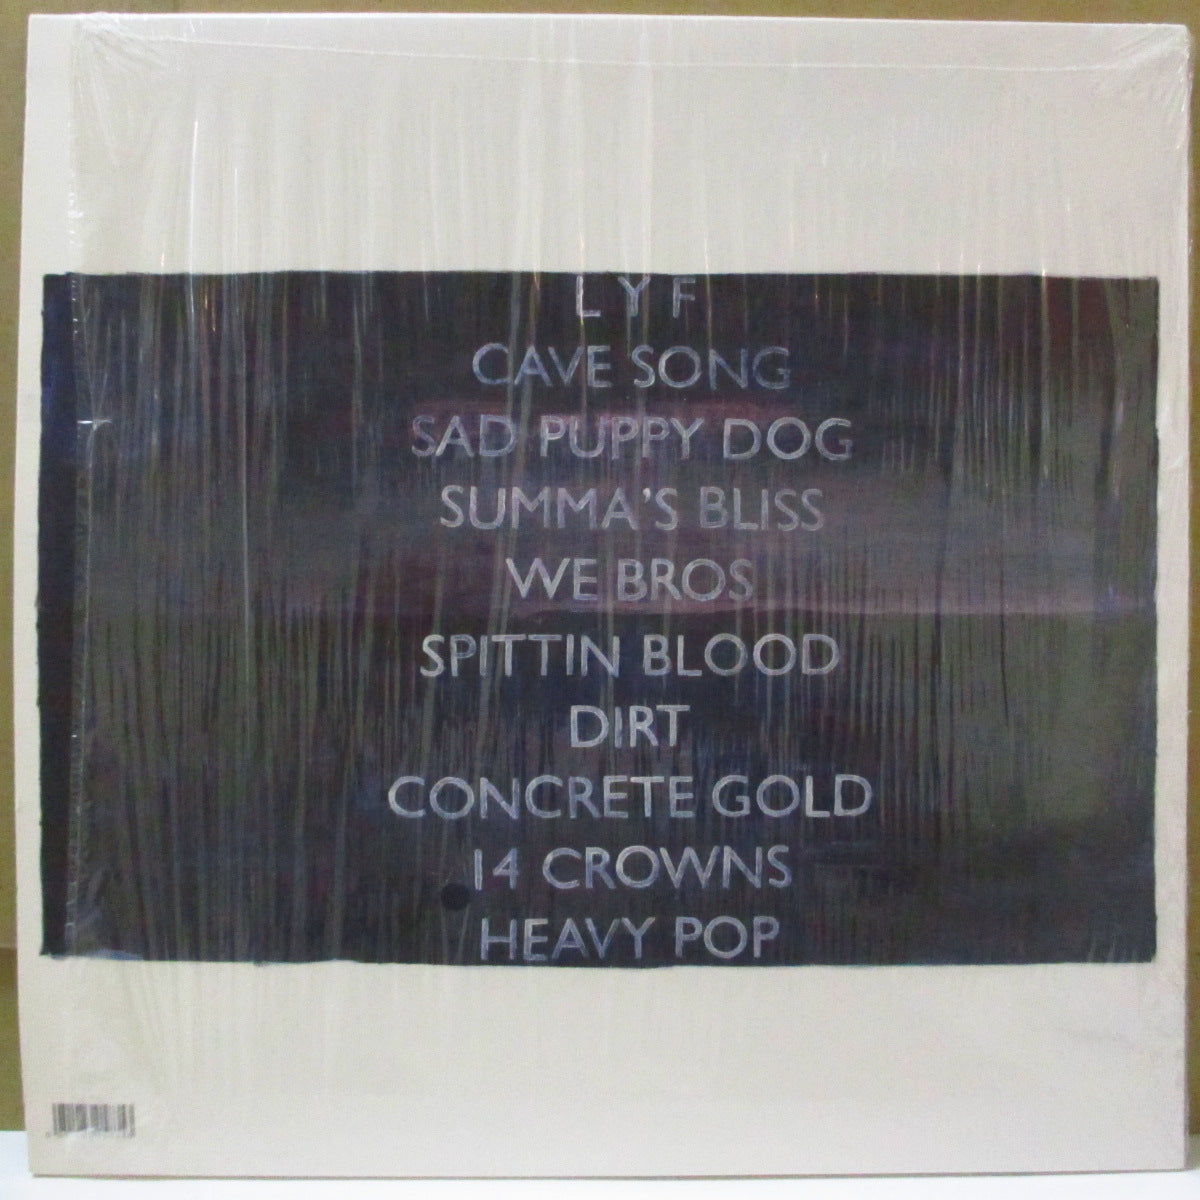 LYF
CAVE SONG
SAD PUPPY DOG
SUMMA'S BLISS
WE BROS
SPITTIN BLOOD
DIRT
CONCRETE GOLD
14 CROWNS
HEAVY POP